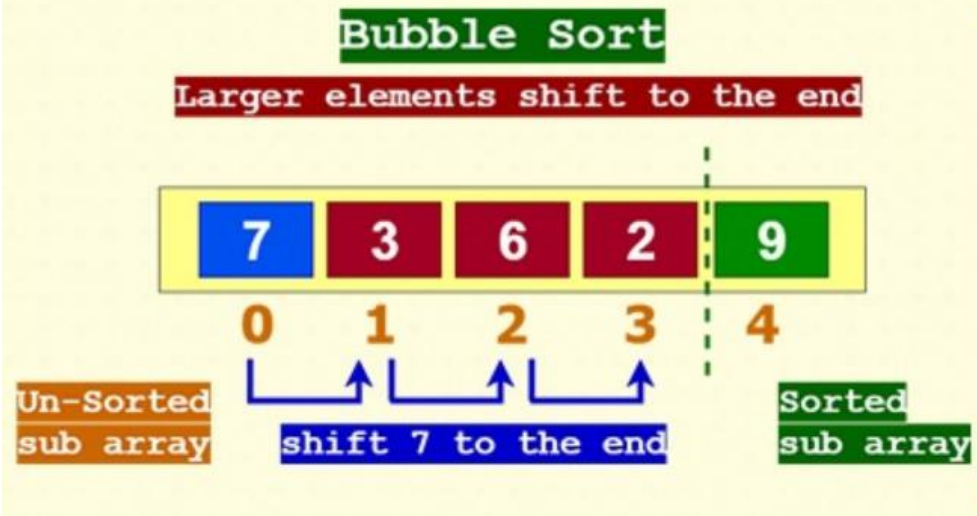 Bubble Sort
Larger elements shift to the end
7 3 6 2 9
0 1 2 3 4
Un-Sorted
sub array
shift 7 to the end
Sorted
sub array